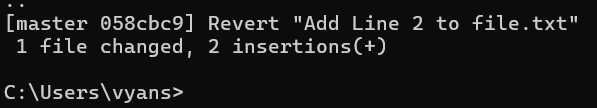 ..
[master 058cbc9] Revert "Add Line 2 to file.txt"
 1 file changed, 2 insertions(+)
C:\Users\vyans>